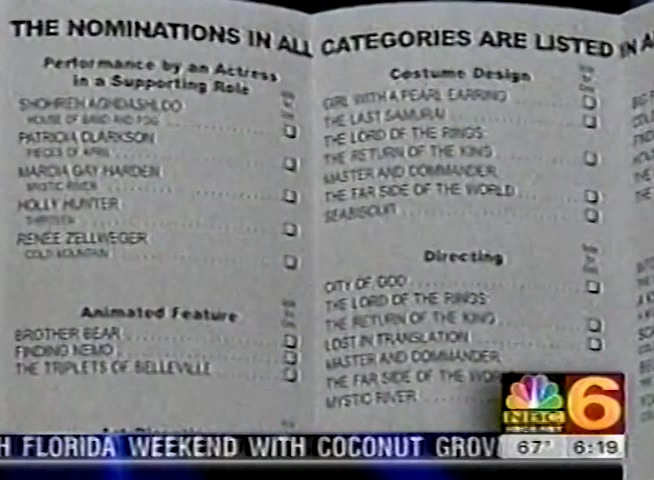 THE NOMINATIONS IN ALL CATEGORIES ARE LISTED IN A
Performance by an Actress
in a Supporting Role
SHOHREH AGHDASHLOO
HOUSE OF SAND AND FOG
PATRICIA CLARKSON
PIECES OF APRIL
MARCIA GAY HARDEN
MYSTIC RIVER
HOLLY HUNTER
THIRTEEN
RENÉE ZELLWEGER
COLD MOUNTAIN
Animated Feature
BROTHER BEAR
FINDING NEMO
THE TRIPLETS OF BELLEVILLE
Costume Design
GIRL WITH A PEARL EARRING
THE LAST SAMURAI
THE LORD OF THE RINGS:
THE RETURN OF THE KING
MASTER AND COMMANDER:
THE FAR SIDE OF THE WORLD
SEABISCUIT
Directing
CITY OF GOD
THE LORD OF THE RINGS:
THE RETURN OF THE KING
LOST IN TRANSLATION
MASTER AND COMMANDER:
THE FAR SIDE OF THE WOR
MYSTIC RIVER
NBC 6
67° 6:19
H FLORIDA WEEKEND WITH COCONUT GROV